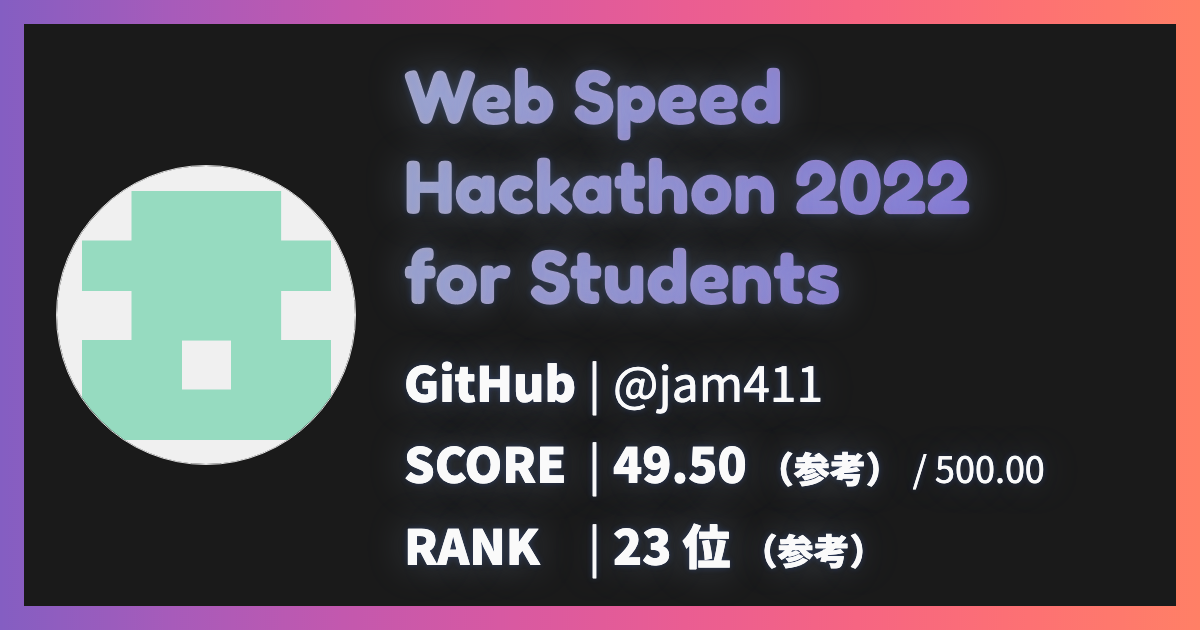 Web Speed
Hackathon 2022
for Students
GitHub | @jam411
SCORE | 49.50 （参考） / 500.00
RANK | 23 位 （参考）